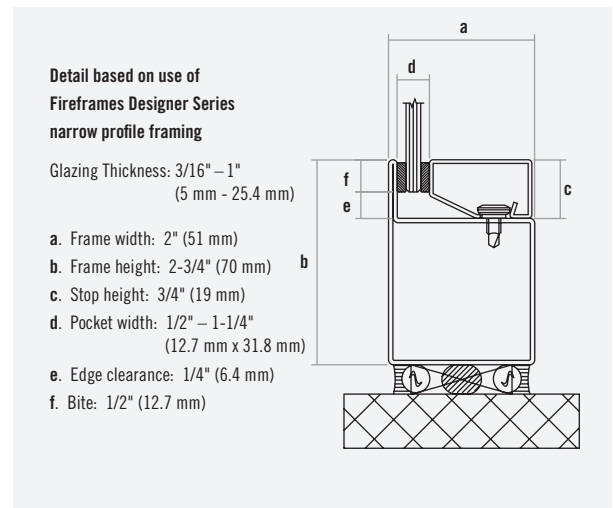 Detail based on use of
Fireframes Designer Series
narrow profile framing
Glazing Thickness: 3/16" – 1"
(5 mm - 25.4 mm)
a. Frame width: 2" (51 mm)
b. Frame height: 2-3/4" (70 mm)
c. Stop height: 3/4" (19 mm)
d. Pocket width: 1/2" – 1-1/4"
(12.7 mm x 31.8 mm)
e. Edge clearance: 1/4" (6.4 mm)
f. Bite: 1/2" (12.7 mm)
a
d
f
c
e
b